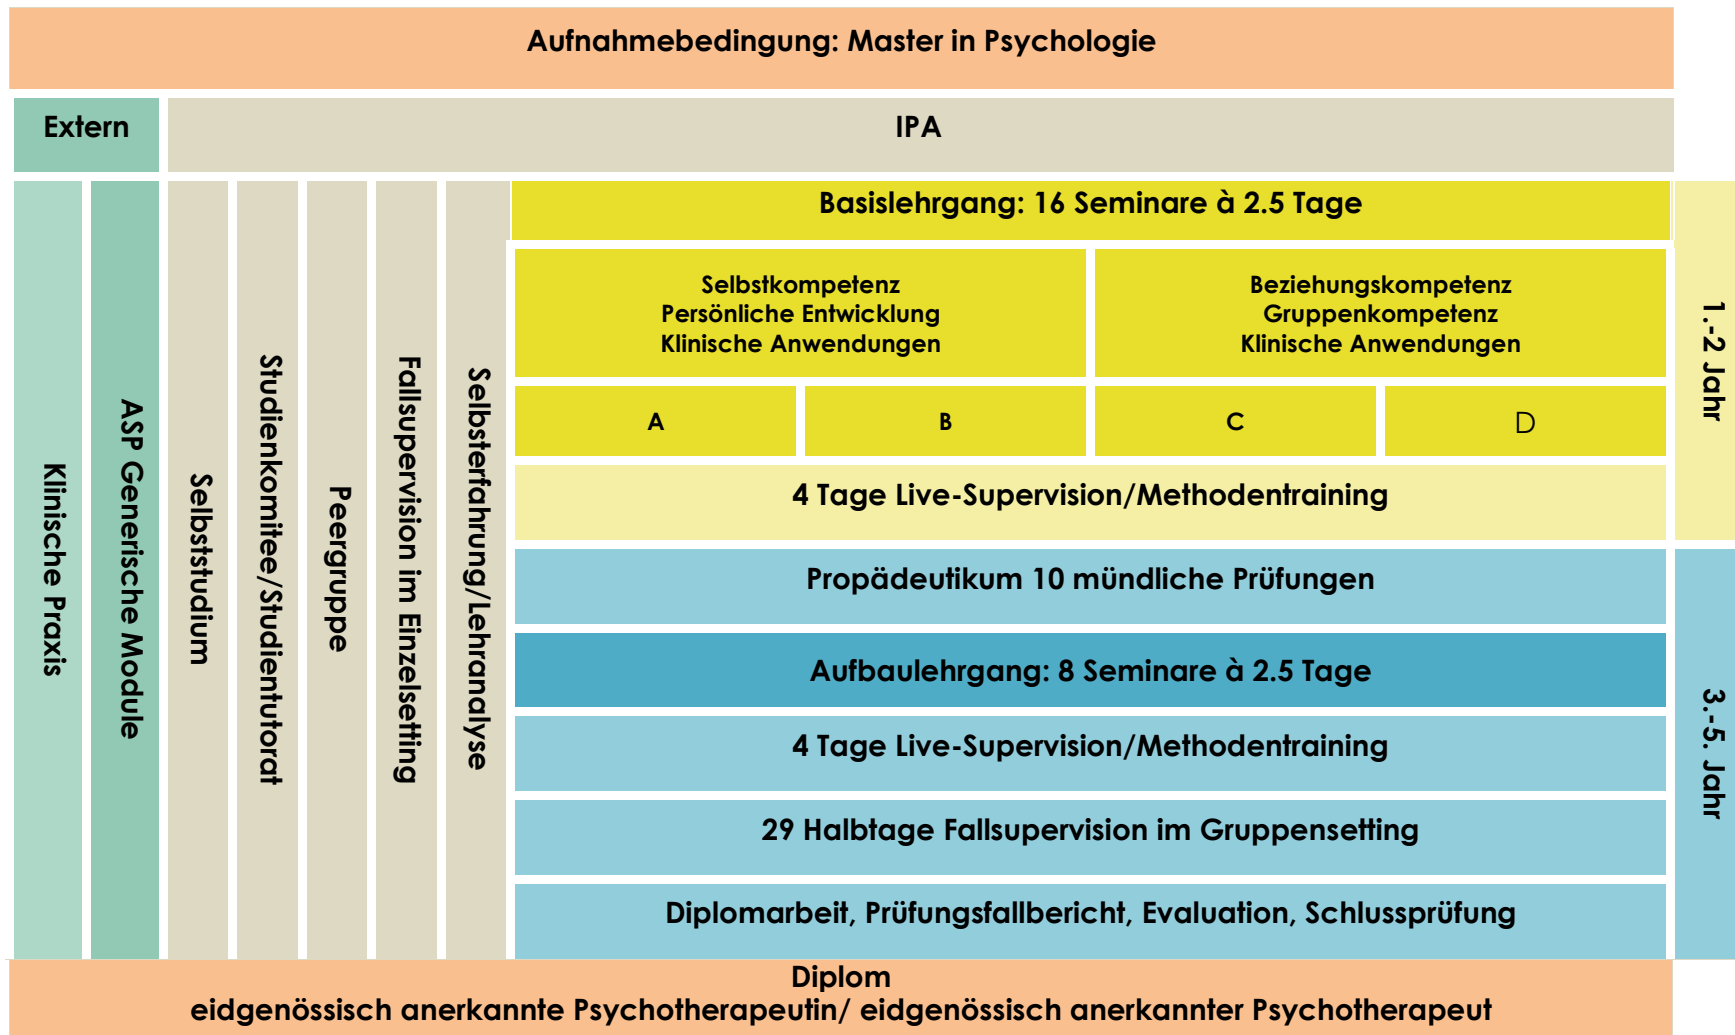 Aufnahmebedingung: Master in Psychologie
Extern
IPA
Klinische Praxis
ASP Generische Module
Selbststudium
Studienkomitee/Studientutorat
Peergruppe
Fallsupervision im Einzelsetting
Selbsterfahrung/Lehranalyse
Basislehrgang: 16 Seminare à 2.5 Tage
Selbstkompetenz
Persönliche Entwicklung
Klinische Anwendungen
Beziehungskompetenz
Gruppenkompetenz
Klinische Anwendungen
A
B
C
D
4 Tage Live-Supervision/Methodentraining
1.-2 Jahr
Propädeutikum 10 mündliche Prüfungen
Aufbaulehrgang: 8 Seminare à 2.5 Tage
4 Tage Live-Supervision/Methodentraining
29 Halbtage Fallsupervision im Gruppensetting
Diplomarbeit, Prüfungsfallbericht, Evaluation, Schlussprüfung
3.-5. Jahr
Diplom
eidgenössisch anerkannte Psychotherapeutin/ eidgenössisch anerkannter Psychotherapeut